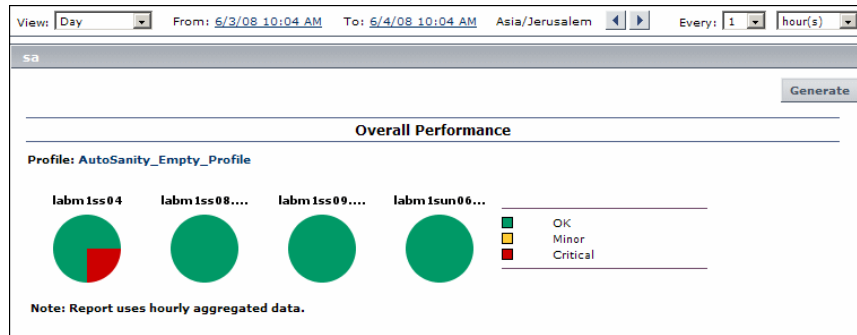 View: Day From: 6/3/08 10:04 AM To: 6/4/08 10:04 AM Asia/Jerusalem Every: 1 hour(s)
sa
Generate
Overall Performance
Profile: AutoSanity_Empty_Profile
labm1ss04 labm1ss08.... labm1ss09.... labm1sun06...
OK
Minor
Critical
Note: Report uses hourly aggregated data.